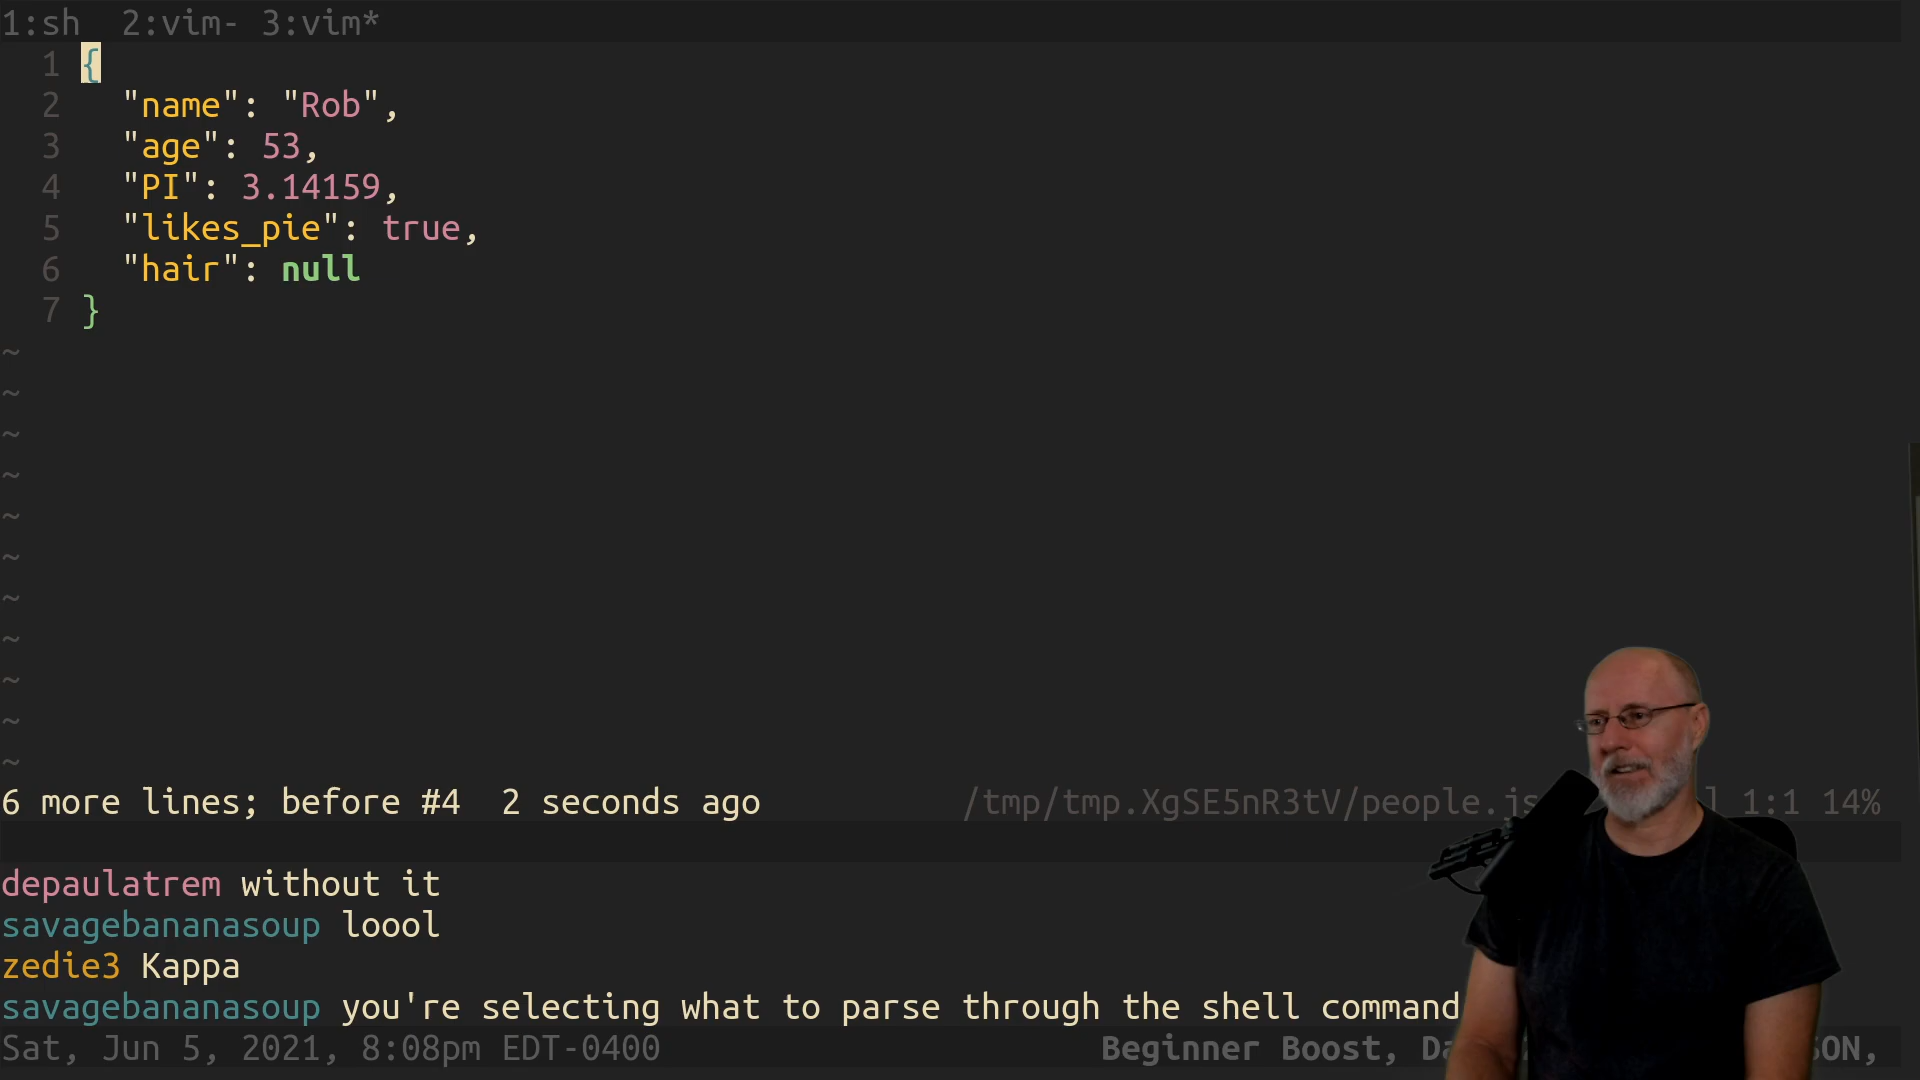 1:sh  2:vim- 3:vim*
1 {
2   "name": "Rob",
3   "age": 53,
4   "PI": 3.14159,
5   "likes_pie": true,
6   "hair": null
7 }
~
~
~
~
~
~
~
~
~
~
~
6 more lines; before #4  2 seconds ago /tmp/tmp.XgSE5nR3tV/people.js 1:1 14%
depaulatrem without it
savagebananasoup loool
zedie3 Kappa
savagebananasoup you're selecting what to parse through the shell command
Sat, Jun 5, 2021, 8:08pm EDT-0400 Beginner Boost,